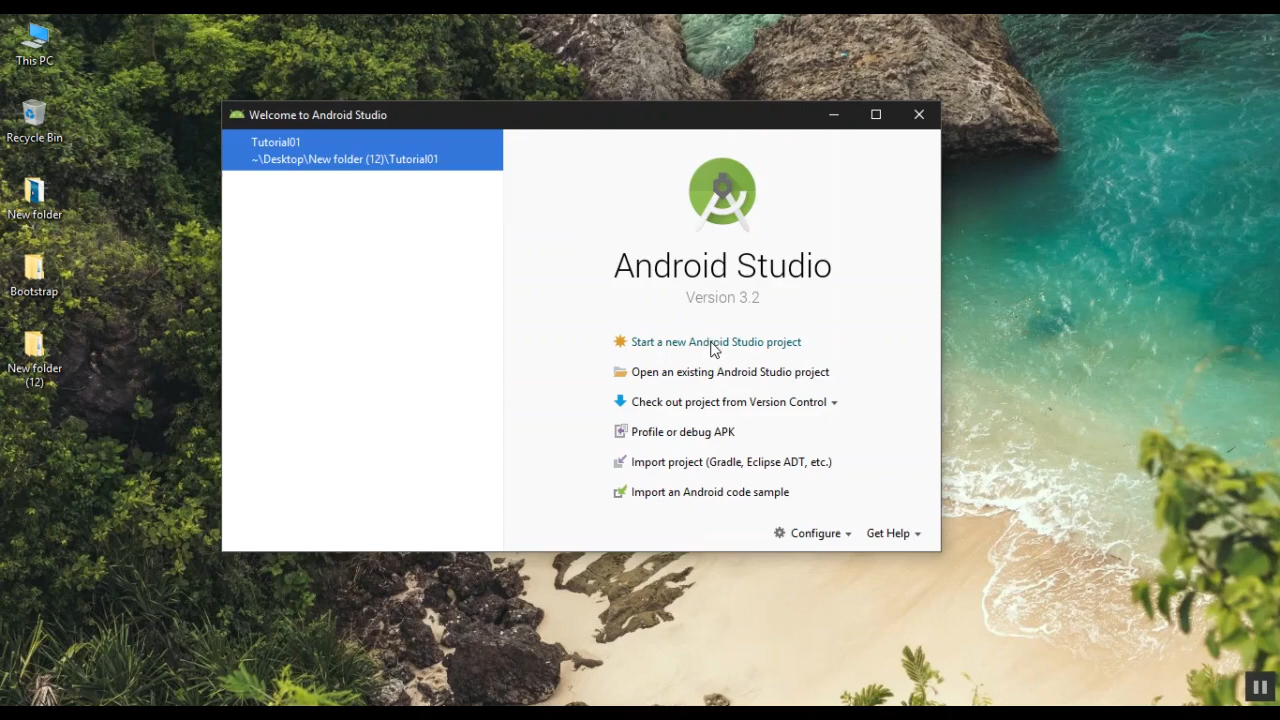 This PC
Recycle Bin
New folder
Bootstrap
New folder
(12)
Welcome to Android Studio
Tutorial01
~\Desktop\New folder (12)\Tutorial01
Android Studio
Version 3.2
Start a new Android Studio project
Open an existing Android Studio project
Check out project from Version Control
Profile or debug APK
Import project (Gradle, Eclipse ADT, etc.)
Import an Android code sample
Configure
Get Help